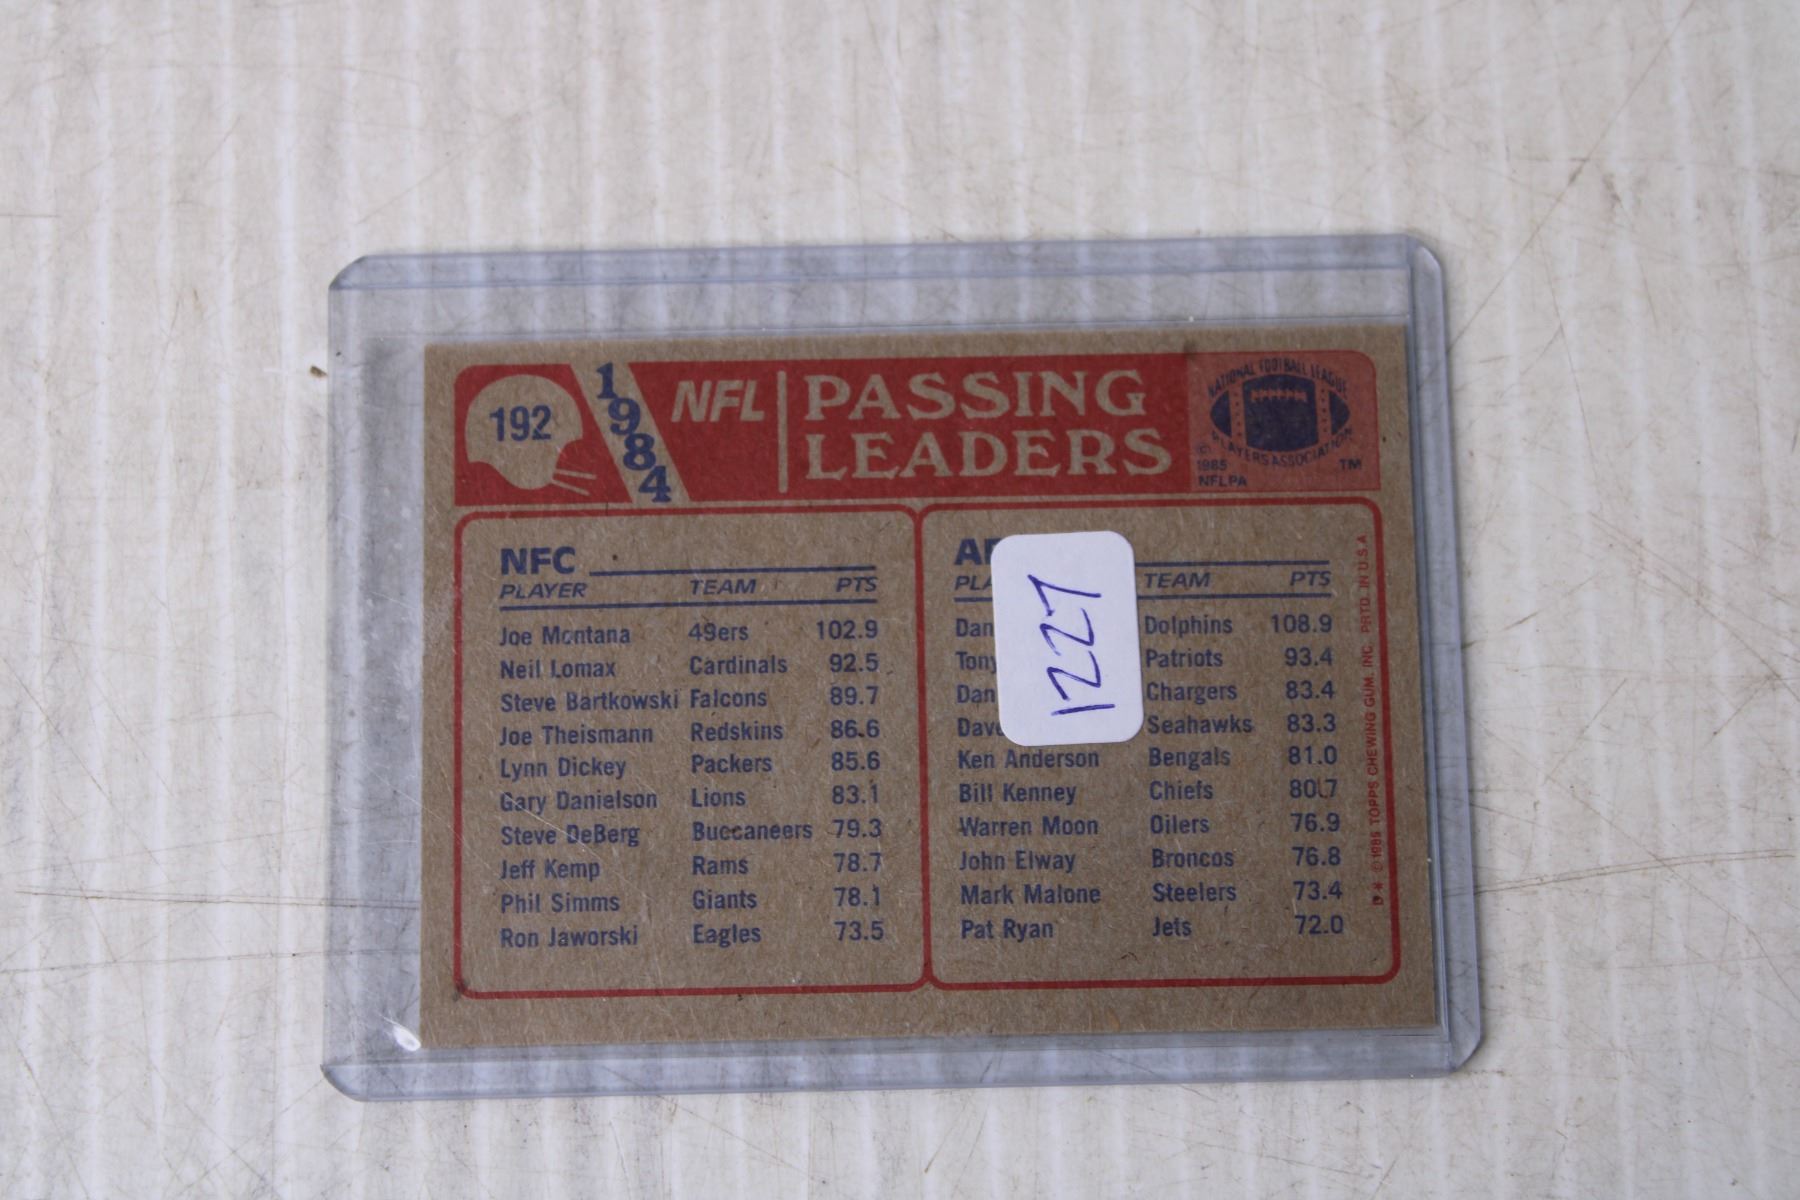 192
1984
NFL PASSING LEADERS
NATIONAL FOOTBALL LEAGUE
PLAYERS ASSOCIATION
© 1985 NFLPA TM
NFC
PLAYER TEAM PTS
Joe Montana 49ers 102.9
Neil Lomax Cardinals 92.5
Steve Bartkowski Falcons 89.7
Joe Theismann Redskins 86.6
Lynn Dickey Packers 85.6
Gary Danielson Lions 83.1
Steve DeBerg Buccaneers 79.3
Jeff Kemp Rams 78.7
Phil Simms Giants 78.1
Ron Jaworski Eagles 73.5
TEAM PTS
Dan Dolphins 108.9
Tony Patriots 93.4
Dan Chargers 83.4
Dave Seahawks 83.3
Ken Anderson Bengals 81.0
Bill Kenney Chiefs 80.7
Warren Moon Oilers 76.9
John Elway Broncos 76.8
Mark Malone Steelers 73.4
Pat Ryan Jets 72.0
1227
D* © 1985 TOPPS CHEWING GUM, INC. PRTD. IN U.S.A.